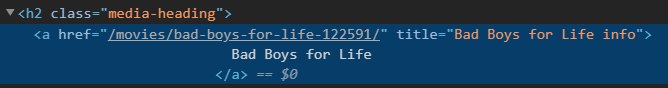 ▼<h2 class="media-heading">
<a href="/movies/bad-boys-for-life-122591/" title="Bad Boys for Life info">
Bad Boys for Life
</a> == $0